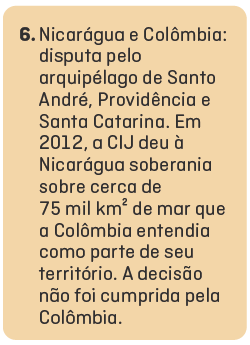 6. Nicarágua e Colômbia:
disputa pelo
arquipélago de Santo
André, Providência e
Santa Catarina. Em
2012, a CIJ deu à
Nicarágua soberania
sobre cerca de
75 mil km² de mar que
a Colômbia entendia
como parte de seu
território. A decisão
não foi cumprida pela
Colômbia.